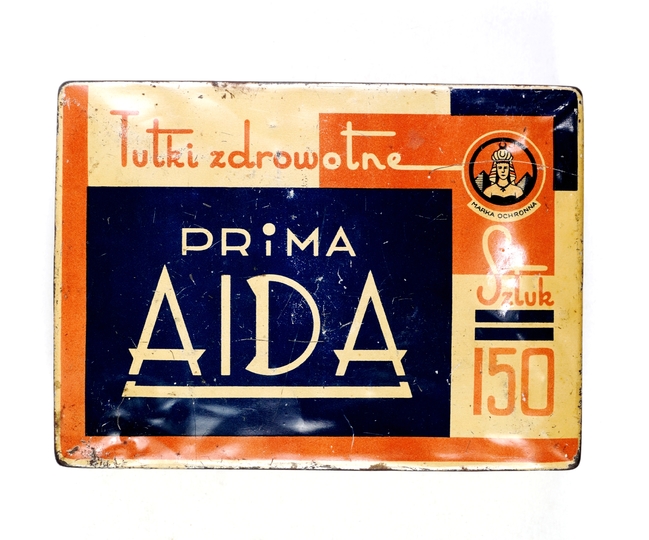 Tutki zdrowotne
MARKA OCHRONNA
PRiMA
AIDA
Sztuk
150